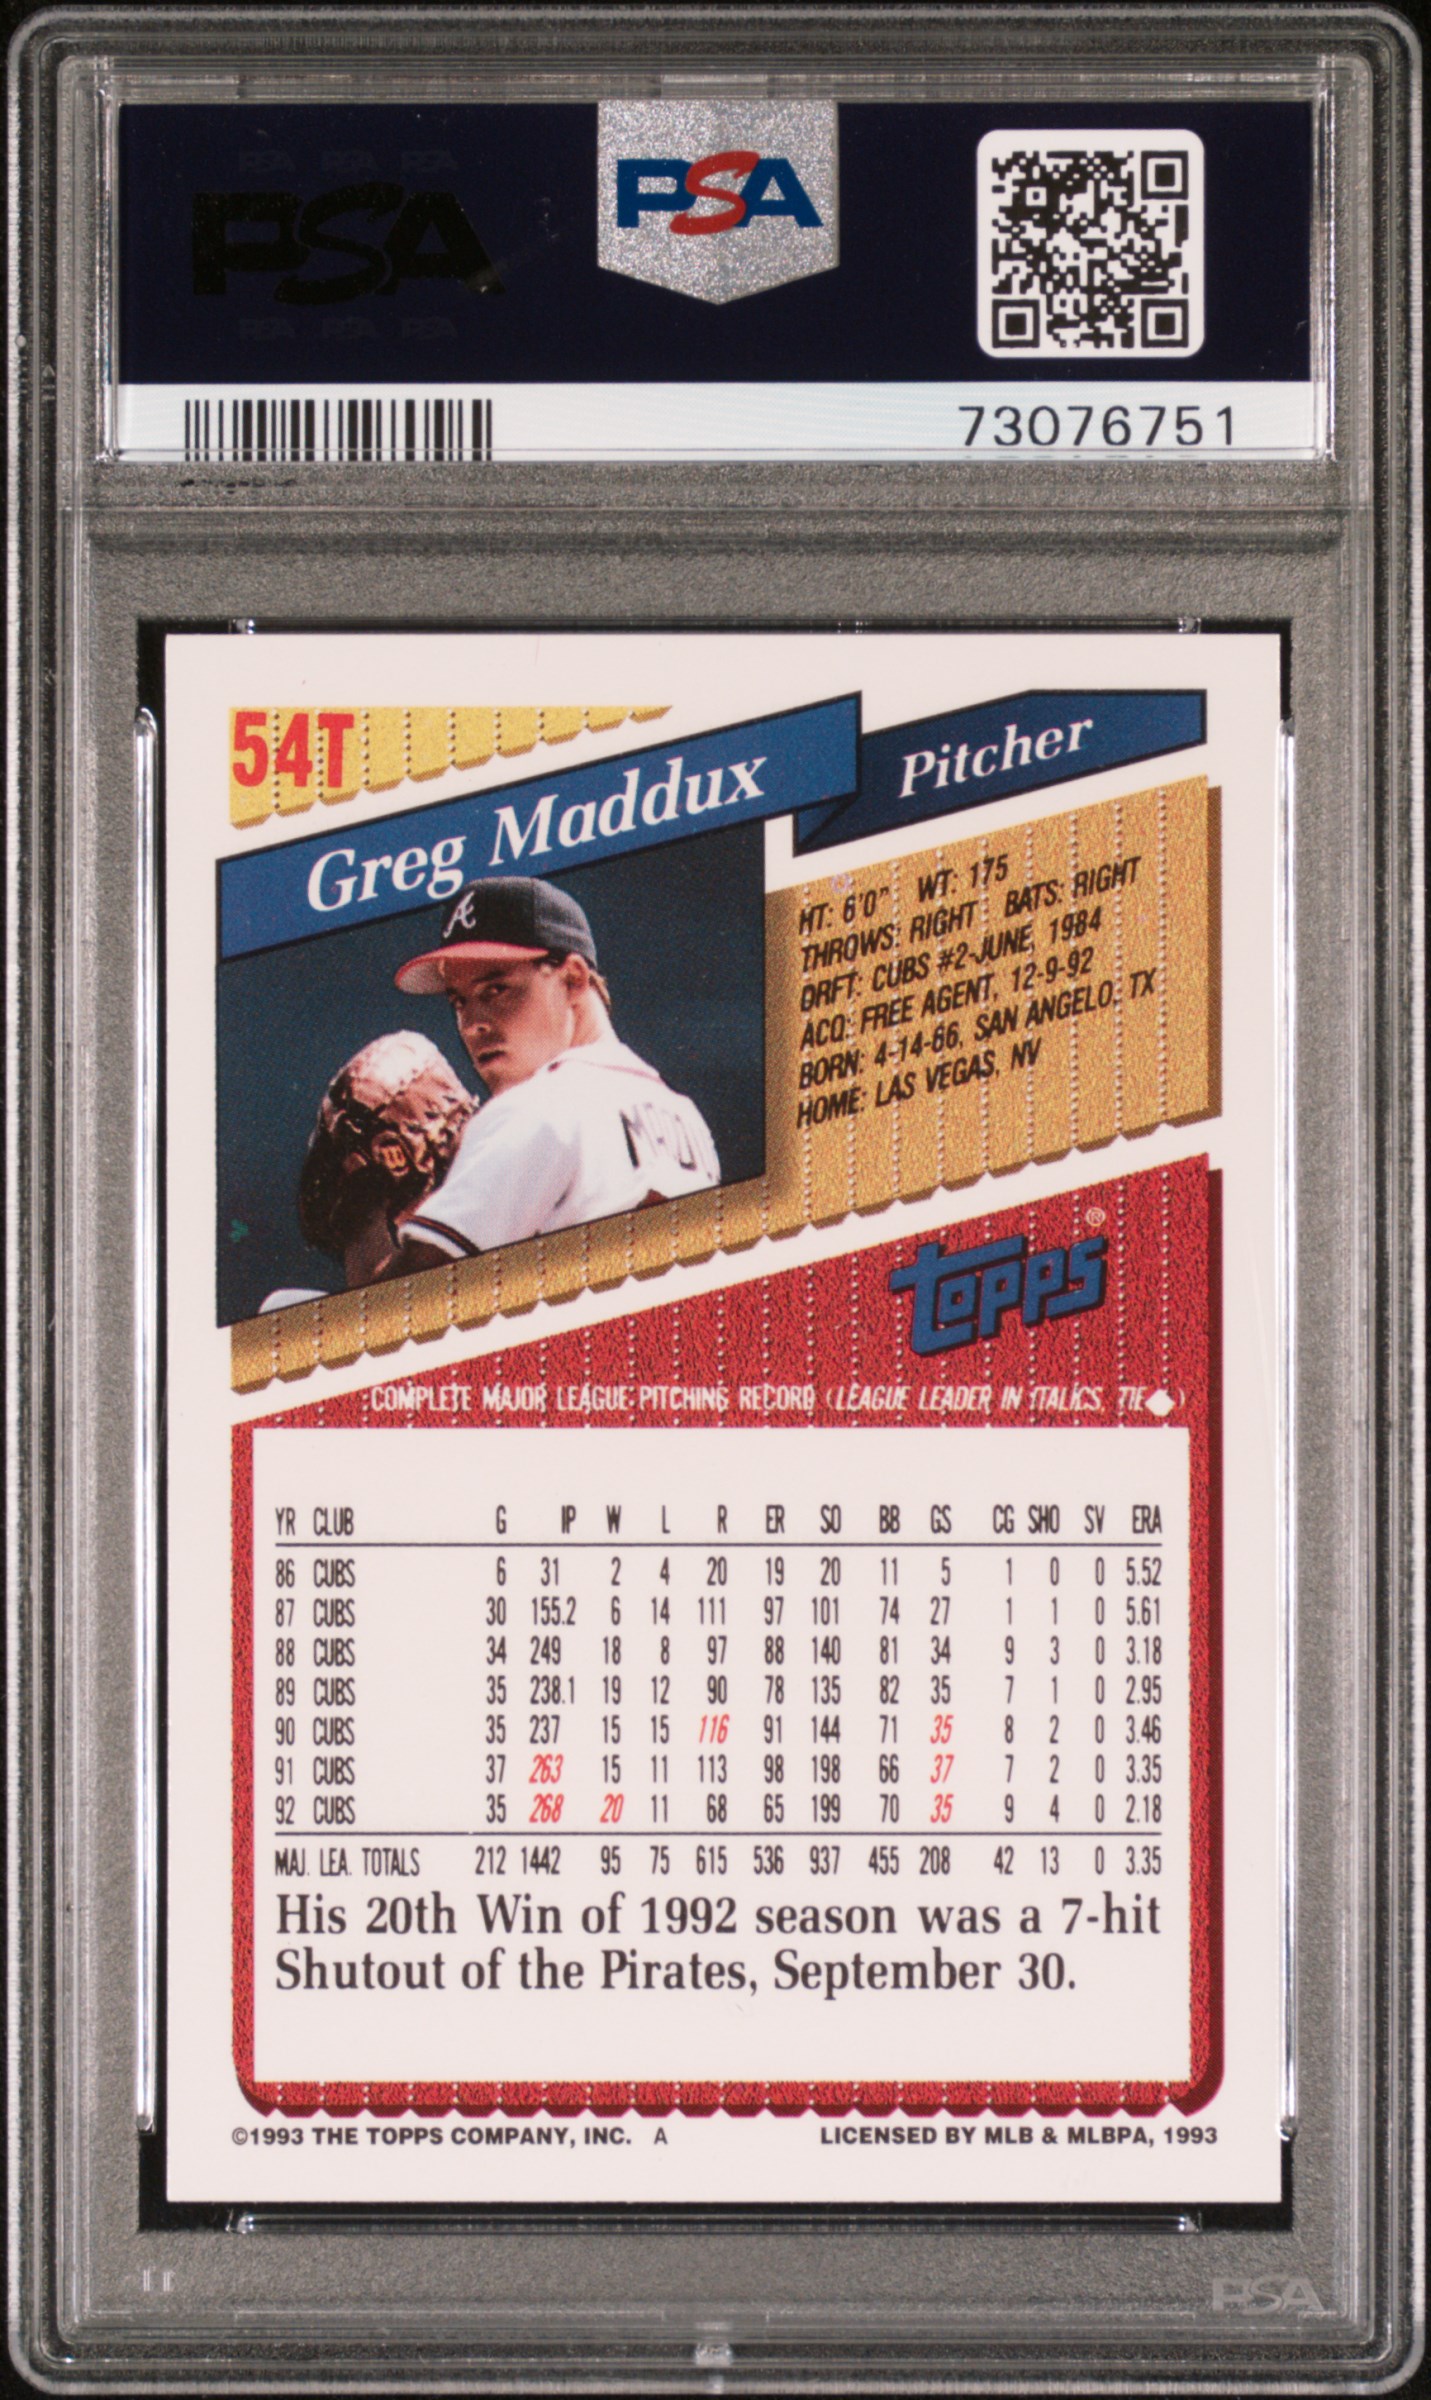 PSA PSA PSA
PSA
PSA PSA PSA
PSA
73076751
54T
Greg Maddux
Pitcher
HT: 6'0" WT: 175
THROWS: RIGHT BATS: RIGHT
DRFT: CUBS #2-JUNE, 1984
ACQ: FREE AGENT, 12-9-92
BORN: 4-14-66, SAN ANGELO, TX
HOME: LAS VEGAS, NV
A
B
topps®
COMPLETE MAJOR LEAGUE PITCHING RECORD (LEAGUE LEADER IN ITALICS, TIE ◆)
YR CLUB G IP W L R ER SO BB GS CG SHO SV ERA
86 CUBS 6 31 2 4 20 19 20 11 5 1 0 0 5.52
87 CUBS 30 155.2 6 14 111 97 101 74 27 1 1 0 5.61
88 CUBS 34 249 18 8 97 88 140 81 34 9 3 0 3.18
89 CUBS 35 238.1 19 12 90 78 135 82 35 7 1 0 2.95
90 CUBS 35 237 15 15 116 91 144 71 35 8 2 0 3.46
91 CUBS 37 263 15 11 113 98 198 66 37 7 2 0 3.35
92 CUBS 35 268 20 11 68 65 199 70 35 9 4 0 2.18
MAJ. LEA. TOTALS 212 1442 95 75 615 536 937 455 208 42 13 0 3.35
His 20th Win of 1992 season was a 7-hit
Shutout of the Pirates, September 30.
©1993 THE TOPPS COMPANY, INC. A
LICENSED BY MLB & MLBPA, 1993
PSA